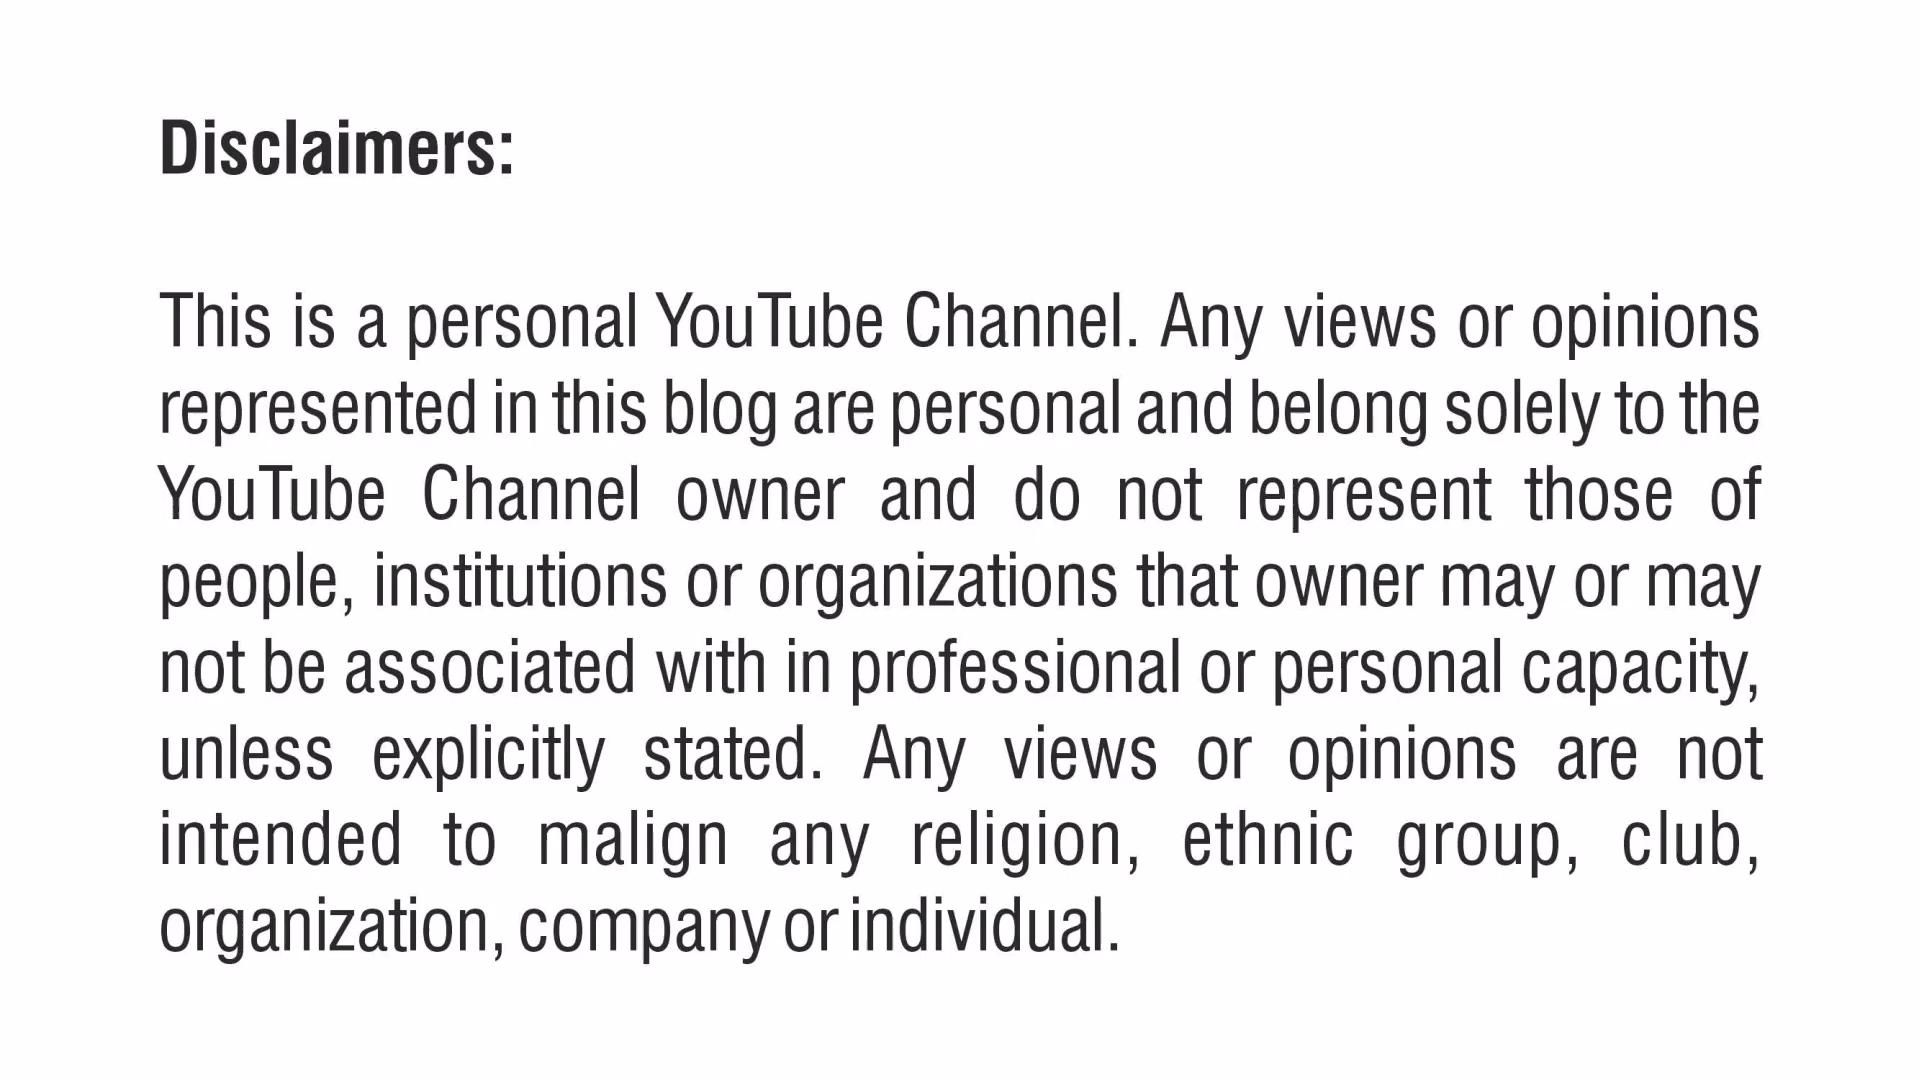 Disclaimers:
This is a personal YouTube Channel. Any views or opinions
represented in this blog are personal and belong solely to the
YouTube Channel owner and do not represent those of
people, institutions or organizations that owner may or may
not be associated with in professional or personal capacity,
unless explicitly stated. Any views or opinions are not
intended to malign any religion, ethnic group, club,
organization, company or individual.